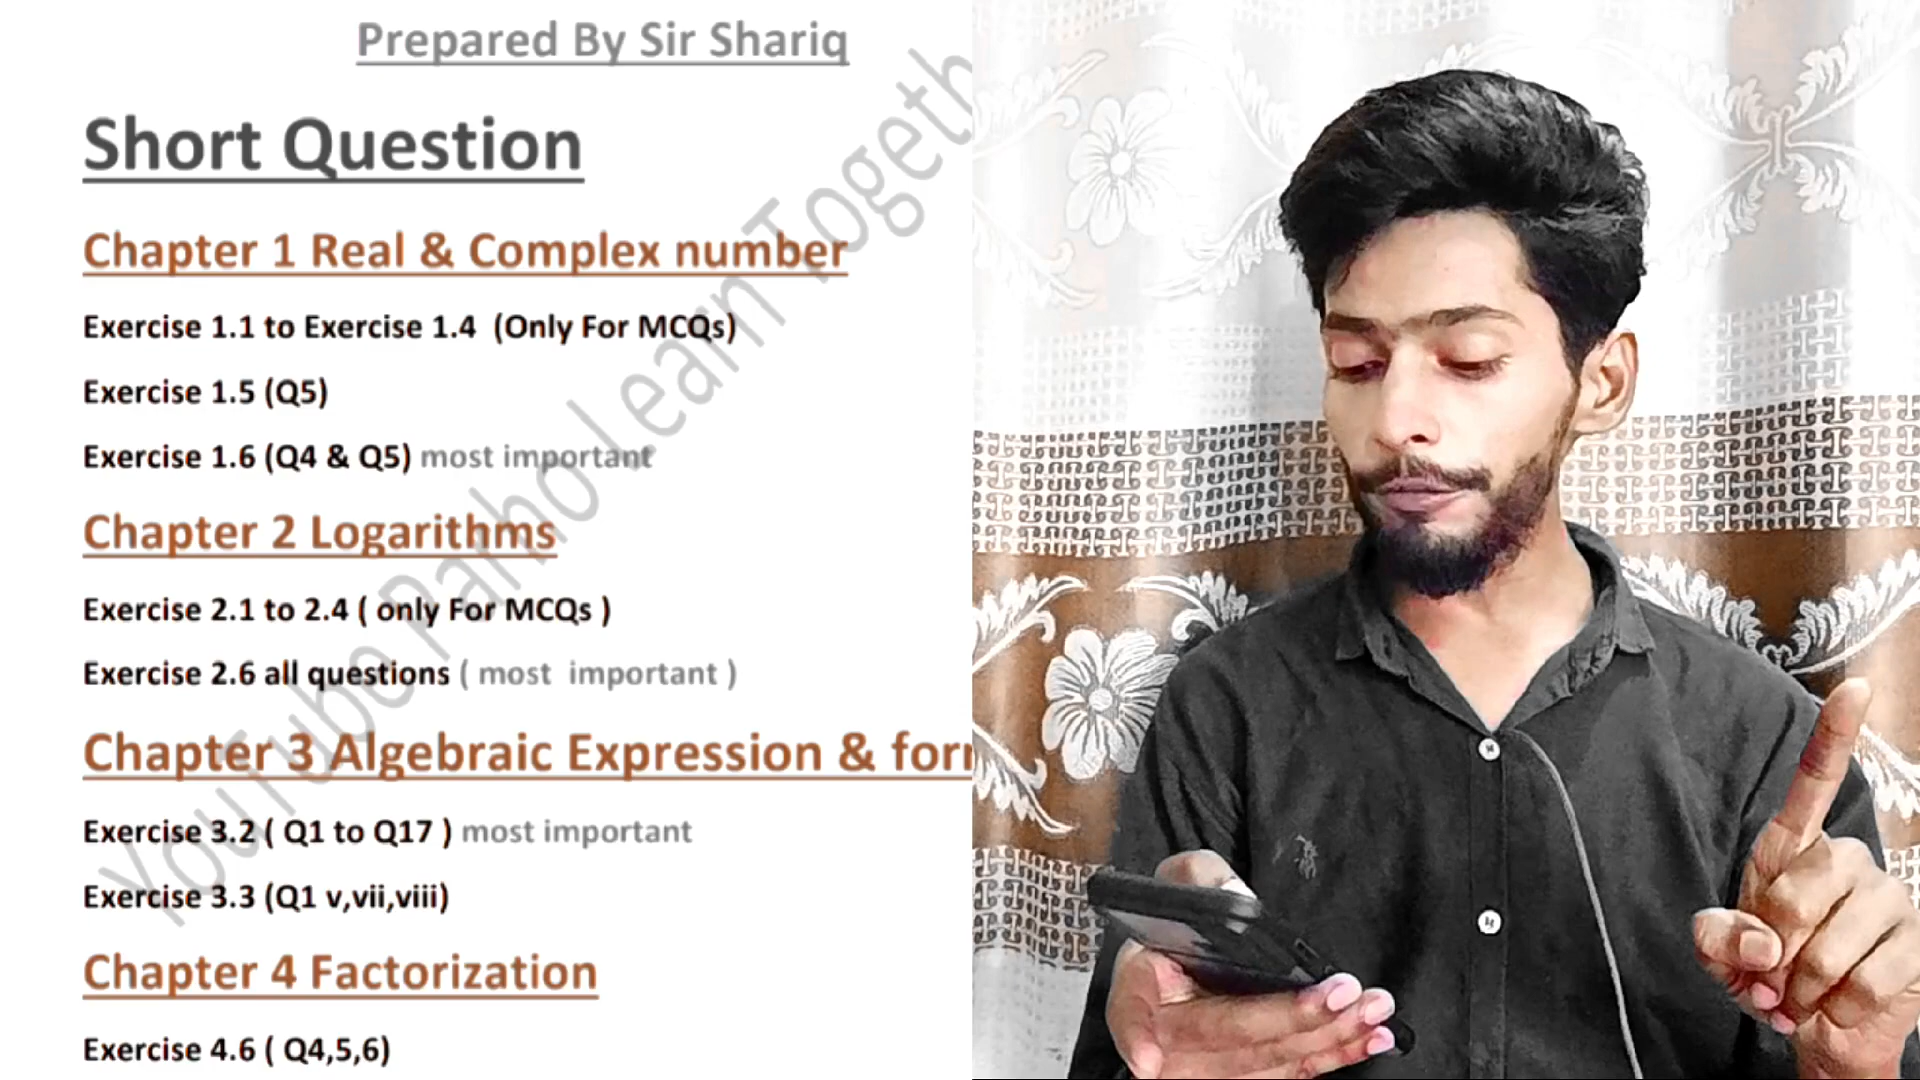 Prepared By Sir Shariq
Short Question
Chapter 1 Real & Complex number
Exercise 1.1 to Exercise 1.4 (Only For MCQs)
Exercise 1.5 (Q5)
Exercise 1.6 (Q4 & Q5) most important
Chapter 2 Logarithms
Exercise 2.1 to 2.4 ( only For MCQs )
Exercise 2.6 all questions ( most important )
Chapter 3 Algebraic Expression &
Exercise 3.2 ( Q1 to Q17 ) most important
Exercise 3.3 (Q1 v,vii,viii)
Chapter 4 Factorization
Exercise 4.6 ( Q4,5,6)
YouTube Parho Learn